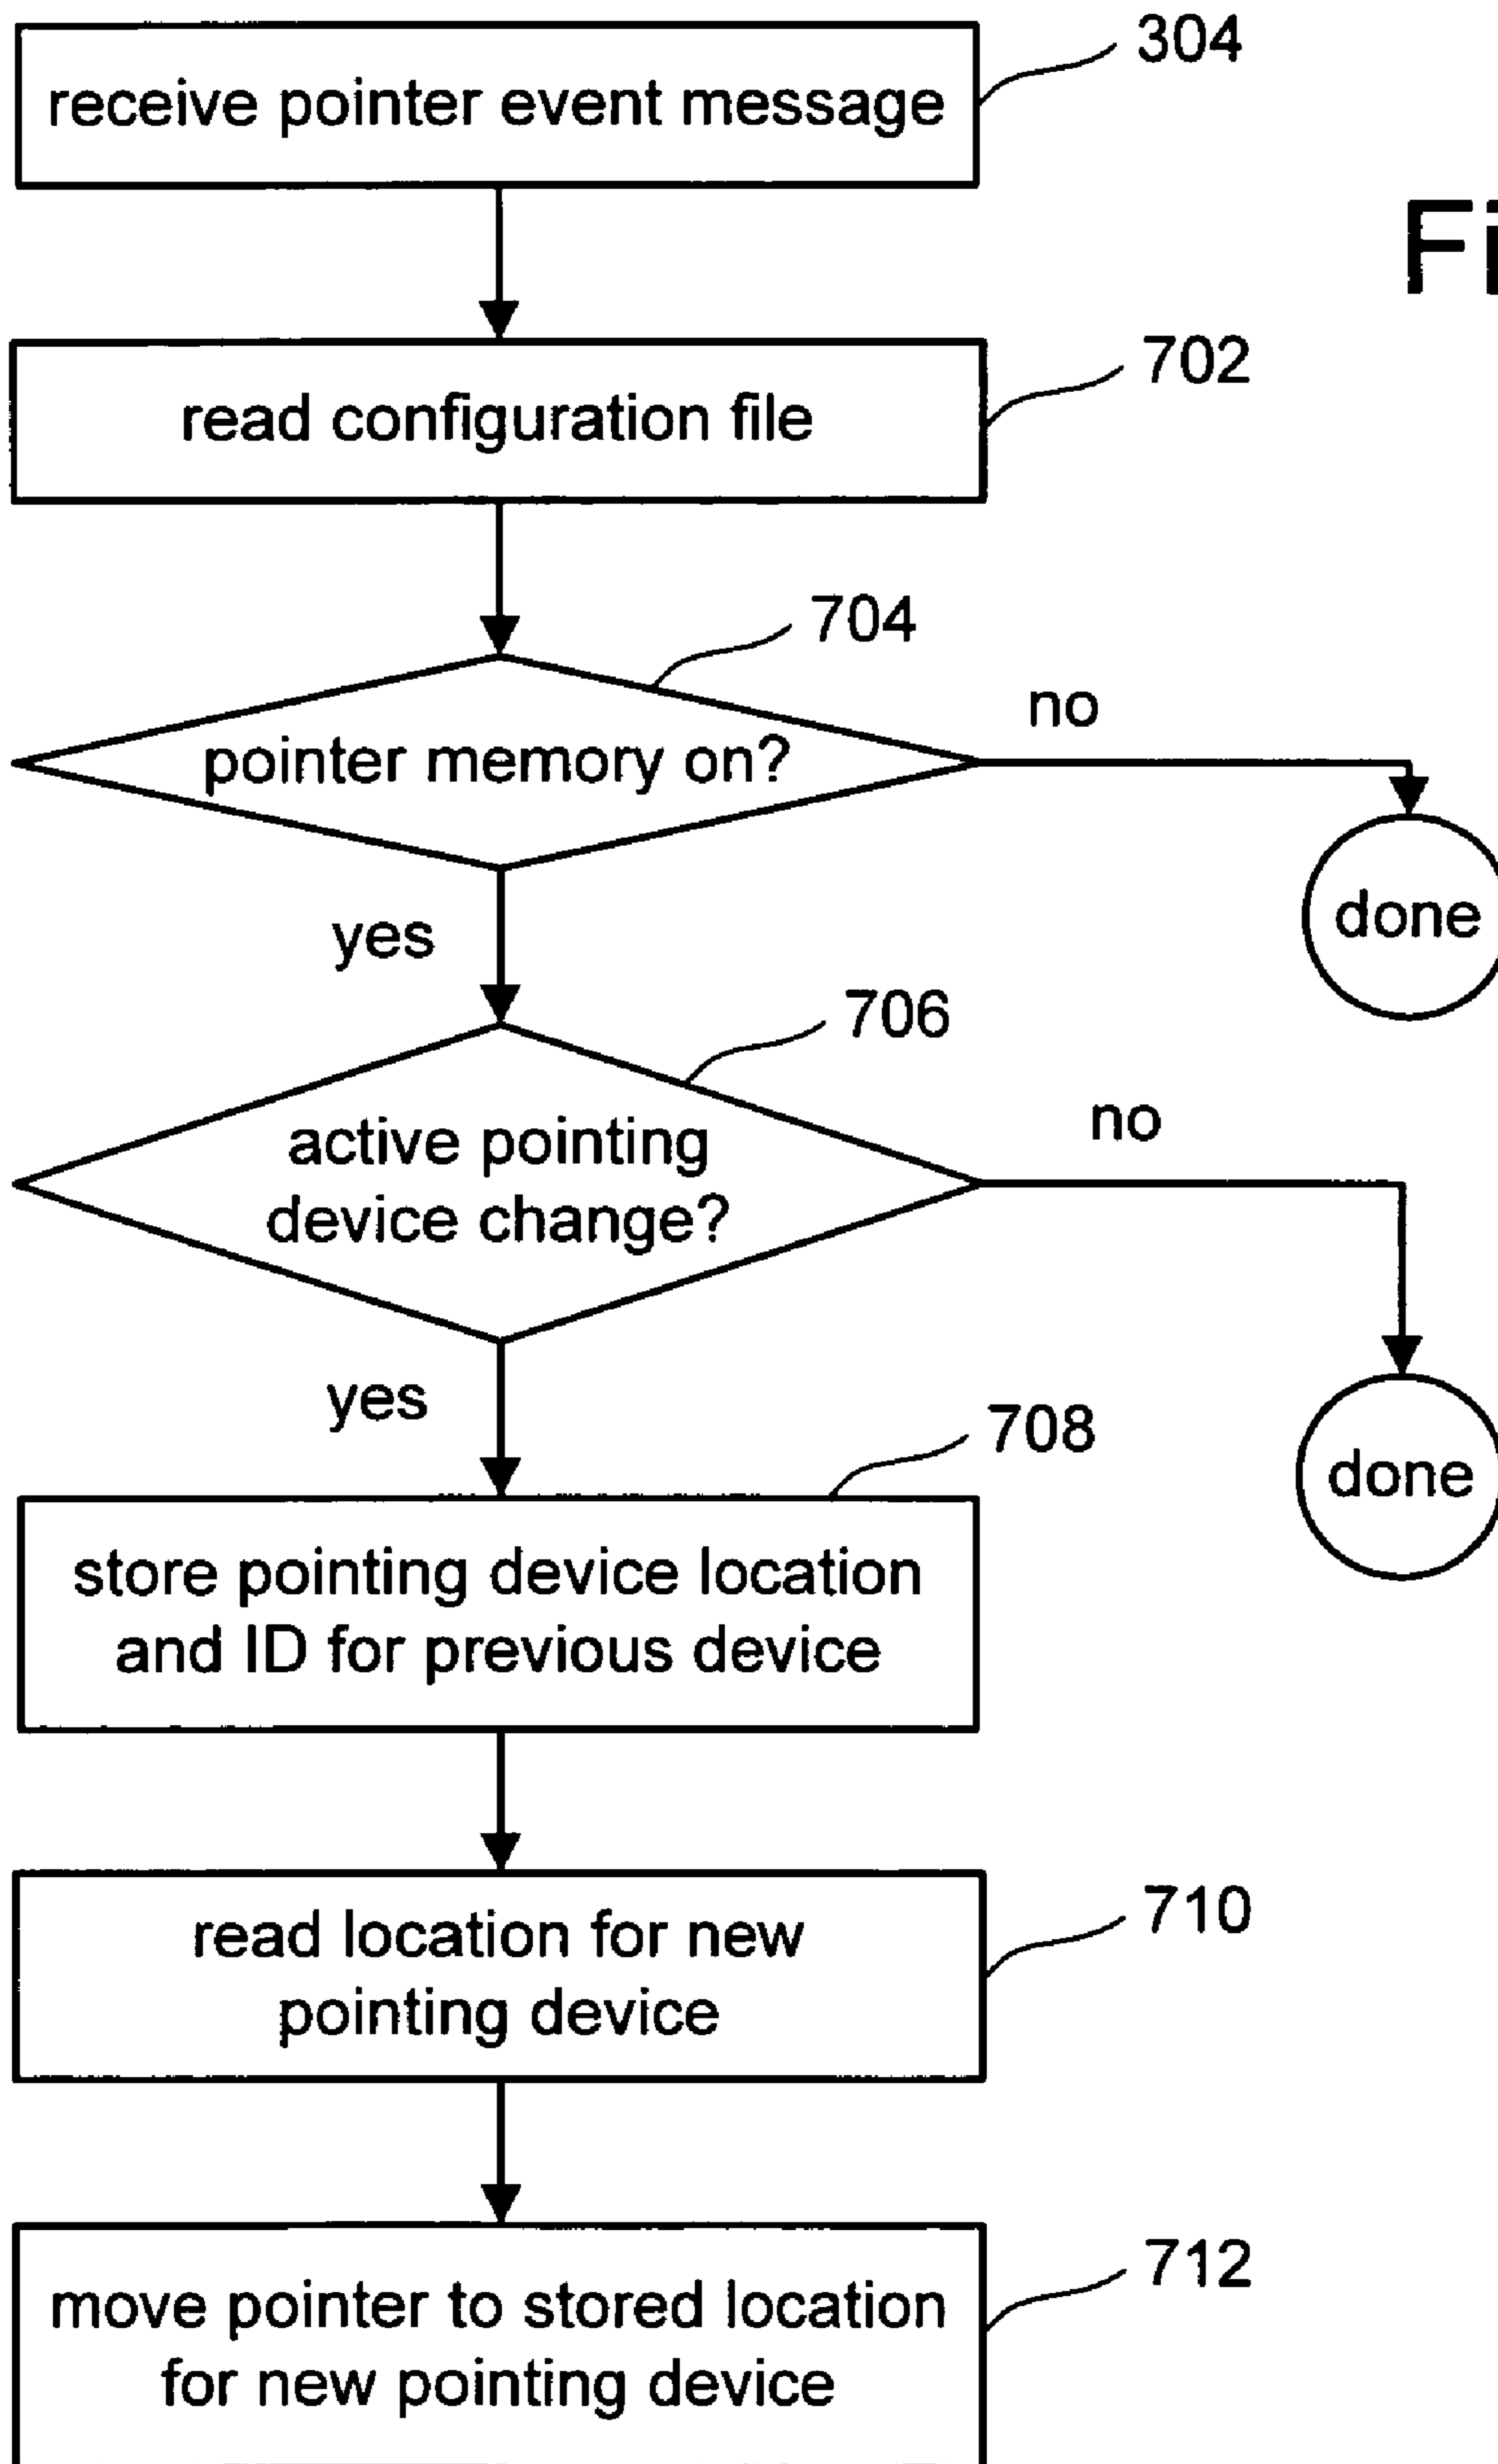 receive pointer event message
304
Fi
read configuration file
702
704
pointer memory on?
no
done
yes
706
active pointing
device change?
no
done
yes
708
store pointing device location
and ID for previous device
read location for new
pointing device
710
move pointer to stored location
for new pointing device
712